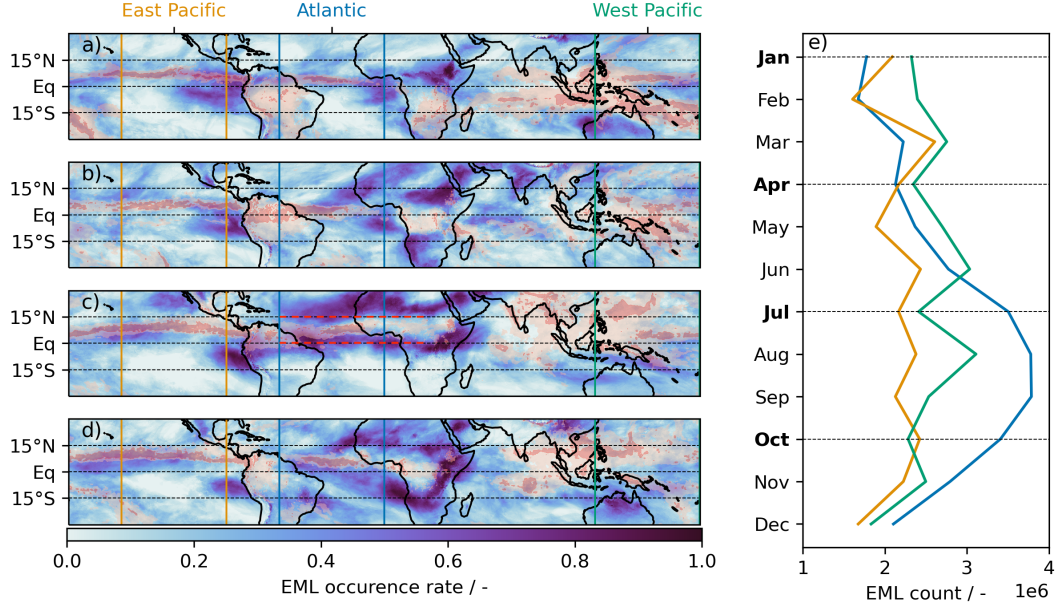 East Pacific Atlantic West Pacific
a)
15°N
Eq
15°S
b)
15°N
Eq
15°S
c)
15°N
Eq
15°S
d)
15°N
Eq
15°S
0.0 0.2 0.4 0.6 0.8 1.0
EML occurence rate / -
e)
Jan
Feb
Mar
Apr
May
Jun
Jul
Aug
Sep
Oct
Nov
Dec
1 2 3 4
EML count / - 1e6